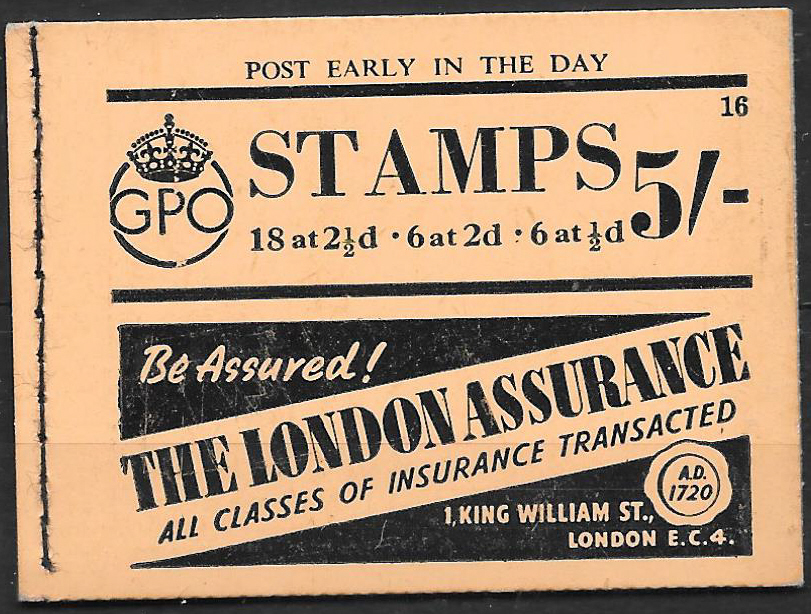 POST EARLY IN THE DAY
16
GPO
STAMPS 5/-
18 at 2½d · 6 at 2d : 6 at ½d
Be Assured!
THE LONDON ASSURANCE
ALL CLASSES OF INSURANCE TRANSACTED
A.D.
1720
1, KING WILLIAM ST.,
LONDON E.C.4.